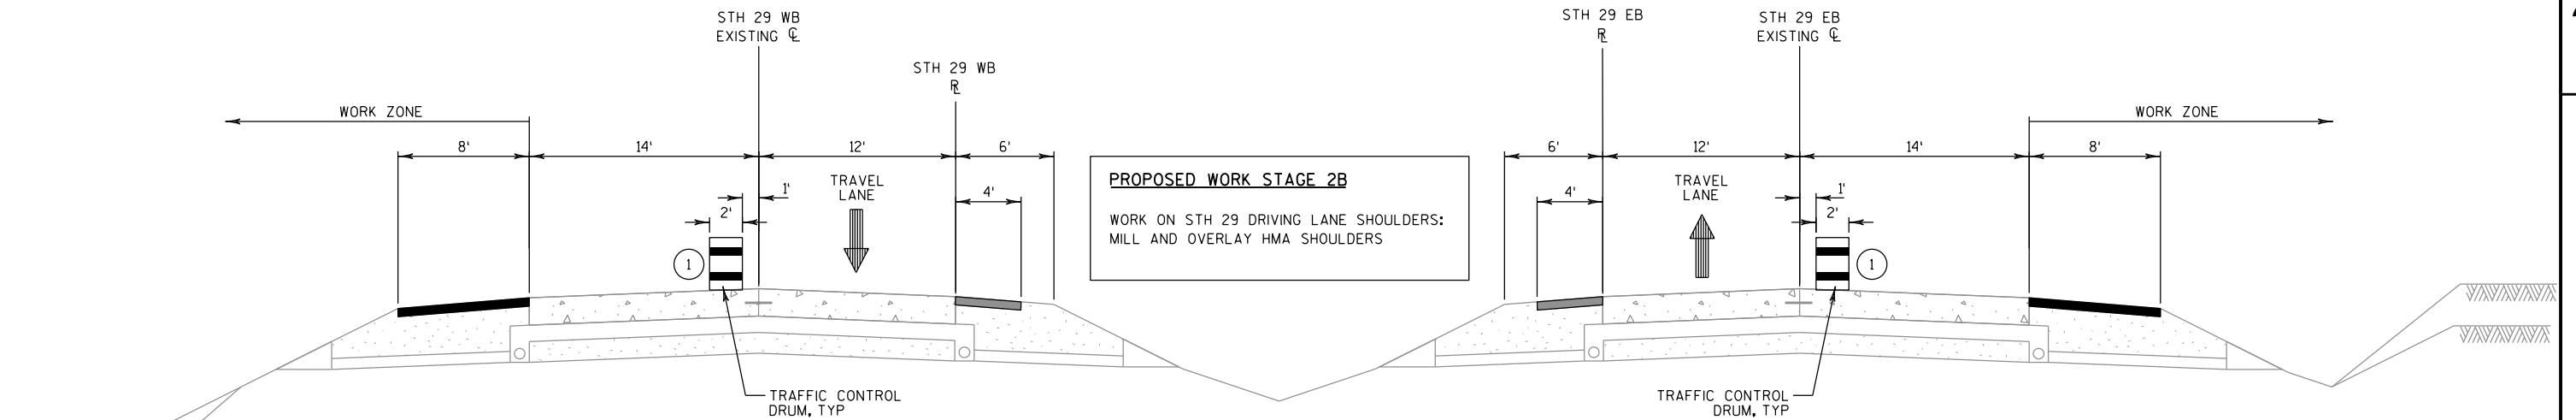 STH 29 WB
EXISTING ℄
STH 29 WB
R/L
WORK ZONE
8'
14'
12'
6'
4'
1'
2'
TRAVEL
LANE
1
TRAFFIC CONTROL
DRUM, TYP
PROPOSED WORK STAGE 2B
WORK ON STH 29 DRIVING LANE SHOULDERS:
MILL AND OVERLAY HMA SHOULDERS
STH 29 EB
R/L
STH 29 EB
EXISTING ℄
WORK ZONE
6'
12'
14'
8'
4'
1'
2'
TRAVEL
LANE
1
TRAFFIC CONTROL
DRUM, TYP